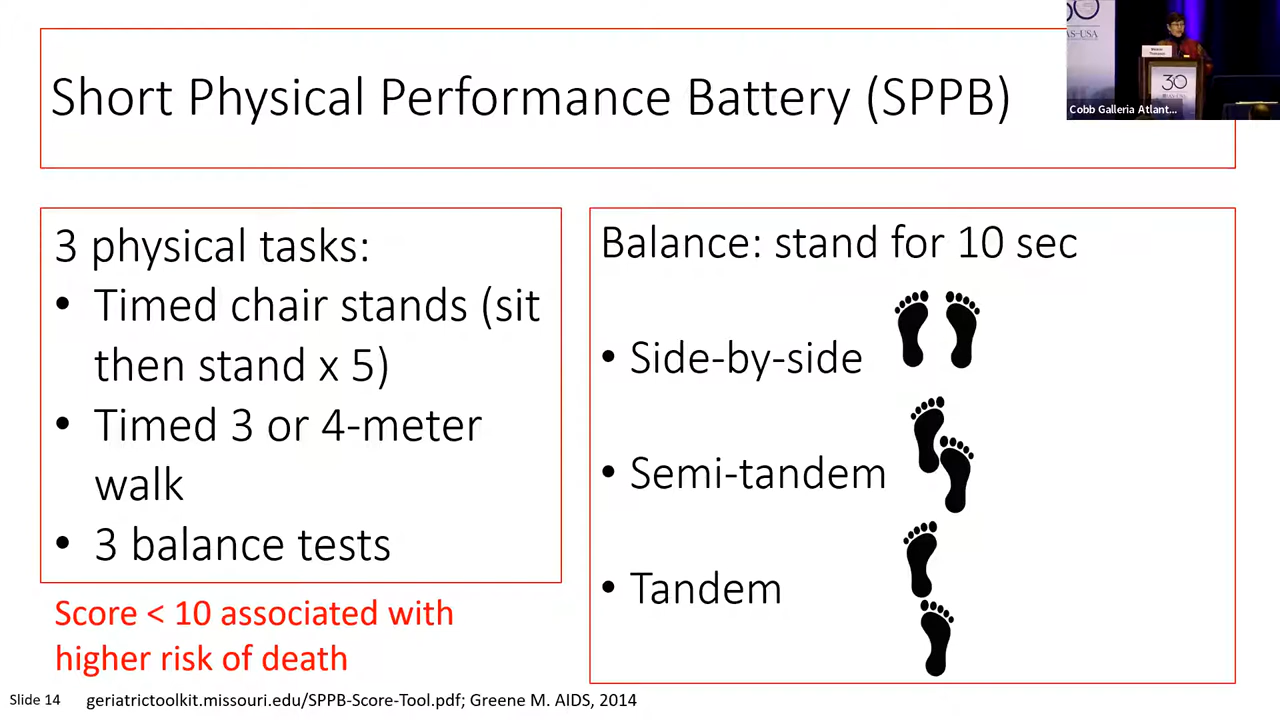 Short Physical Performance Battery (SPPB)
30
AS-USA
30
Cobb Galleria Atlant...
3 physical tasks:
• Timed chair stands (sit
then stand x 5)
• Timed 3 or 4-meter
walk
• 3 balance tests
Score < 10 associated with
higher risk of death
Balance: stand for 10 sec
• Side-by-side
• Semi-tandem
• Tandem
Slide 14
geriatrictoolkit.missouri.edu/SPPB-Score-Tool.pdf; Greene M. AIDS, 2014